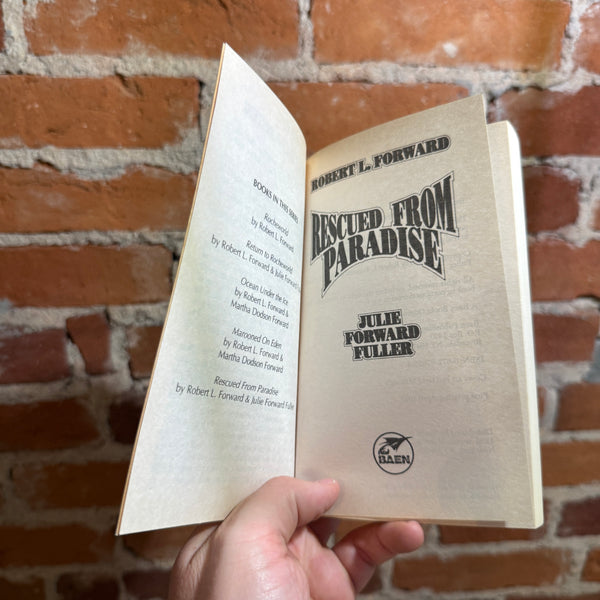 BOOKS IN THIS SERIES
Rocheworld
by Robert L. Forward
Return to Rocheworld
by Robert L. Forward & Julie Forward
Ocean Under the Ice
by Robert L. Forward &
Martha Dodson Forward
Marooned On Eden
by Robert L. Forward &
Martha Dodson Forward
Rescued From Paradise
by Robert L. Forward & Julie Forward Fuller
ROBERT L. FORWARD
RESCUED FROM
PARADISE
JULIE
FORWARD
FULLER
BAEN